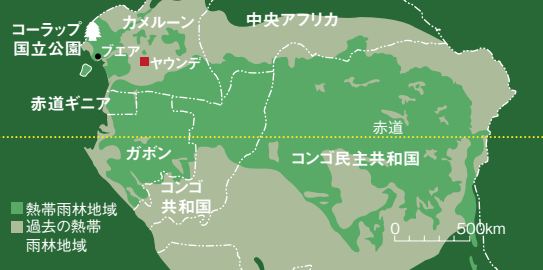 カメルーン
中央アフリカ
コーラップ
国立公園
ブエア
ヤウンデ
赤道ギニア
赤道
ガボン
コンゴ民主共和国
コンゴ
共和国
熱帯雨林地域
過去の熱帯
雨林地域
0 500km